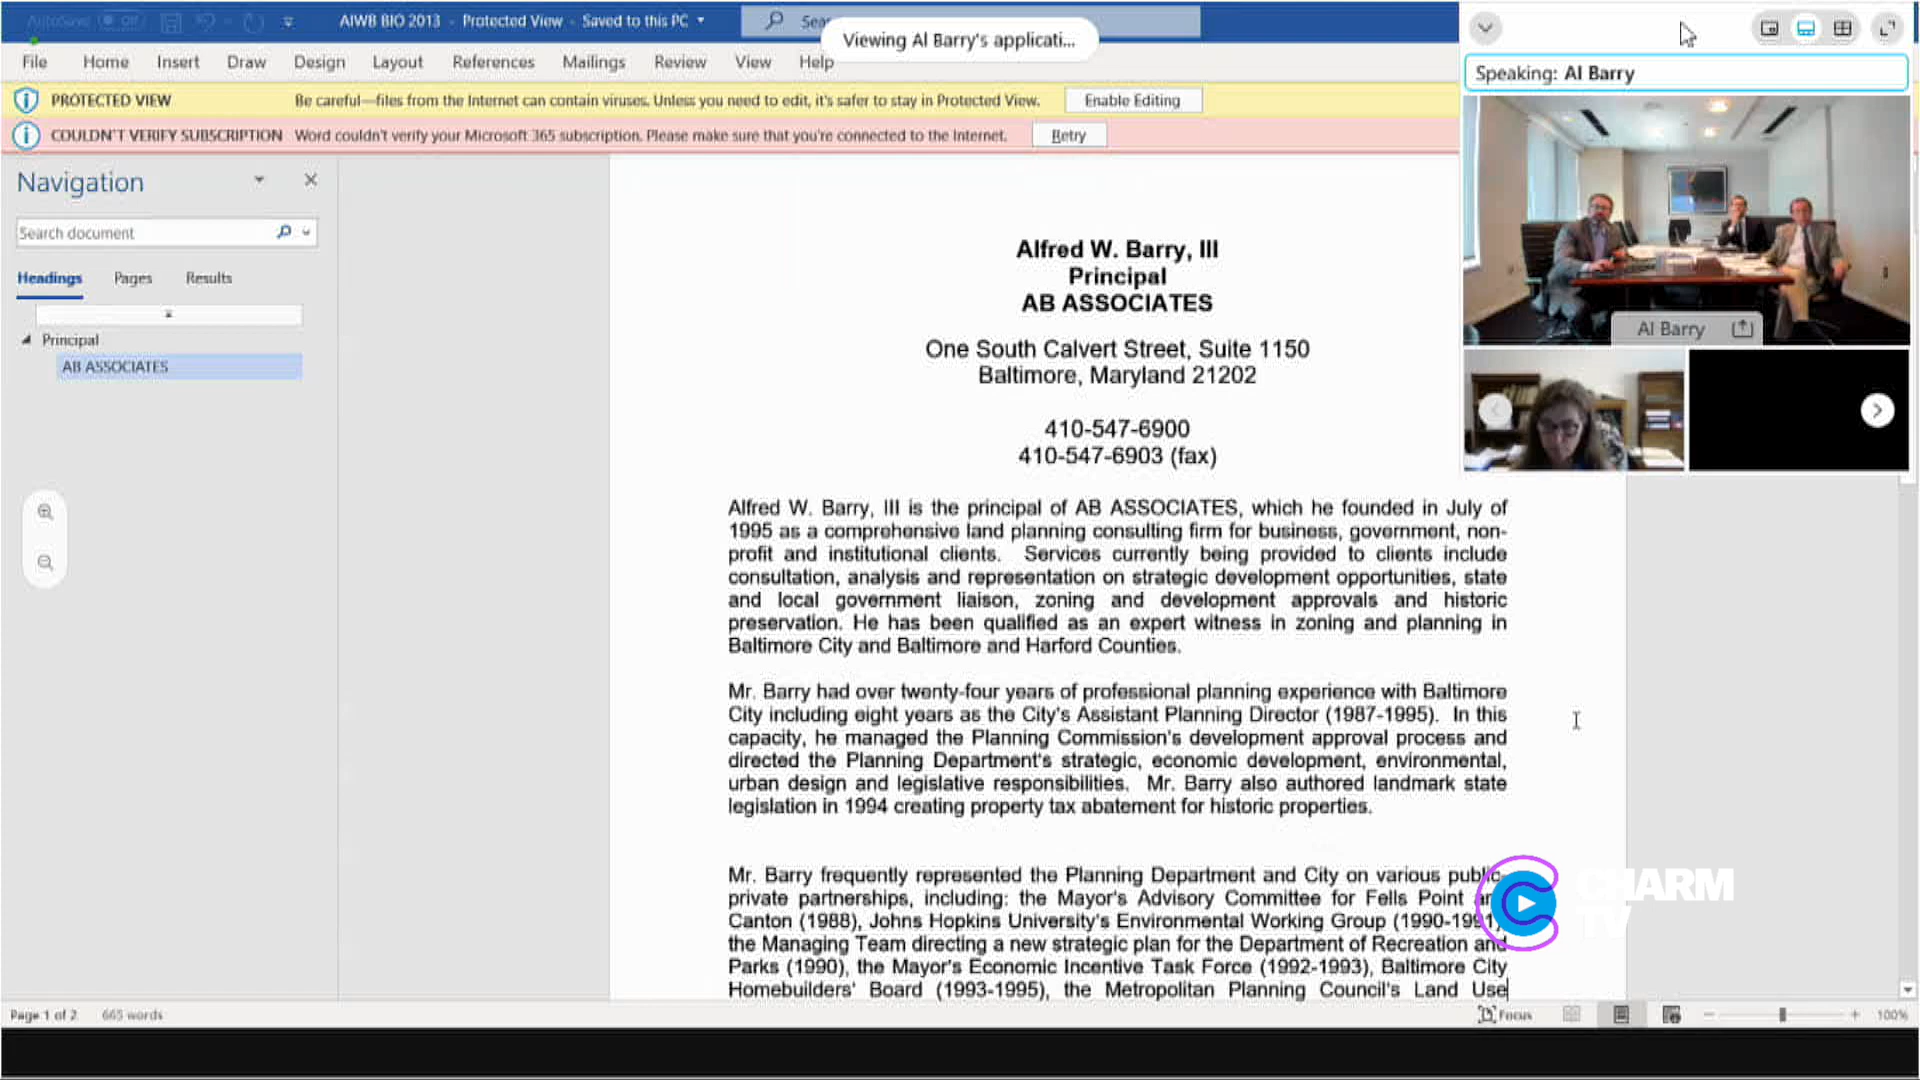 AutoSave Off
AIWB BIO 2013 - Protected View - Saved to this PC
Viewing Al Barry's applicati...
File Home Insert Draw Design Layout References Mailings Review View Help
PROTECTED VIEW Be careful—files from the Internet can contain viruses. Unless you need to edit, it's safer to stay in Protected View. Enable Editing
COULDN'T VERIFY SUBSCRIPTION Word couldn't verify your Microsoft 365 subscription. Please make sure that you're connected to the Internet. Retry
Speaking: Al Barry
Al Barry
Navigation
Search document
Headings Pages Results
Principal
AB ASSOCIATES
Alfred W. Barry, III
Principal
AB ASSOCIATES
One South Calvert Street, Suite 1150
Baltimore, Maryland 21202
410-547-6900
410-547-6903 (fax)
Alfred W. Barry, III is the principal of AB ASSOCIATES, which he founded in July of
1995 as a comprehensive land planning consulting firm for business, government, non-
profit and institutional clients. Services currently being provided to clients include
consultation, analysis and representation on strategic development opportunities, state
and local government liaison, zoning and development approvals and historic
preservation. He has been qualified as an expert witness in zoning and planning in
Baltimore City and Baltimore and Harford Counties.
Mr. Barry had over twenty-four years of professional planning experience with Baltimore
City including eight years as the City's Assistant Planning Director (1987-1995). In this
capacity, he managed the Planning Commission's development approval process and
directed the Planning Department's strategic, economic development, environmental,
urban design and legislative responsibilities. Mr. Barry also authored landmark state
legislation in 1994 creating property tax abatement for historic properties.
Mr. Barry frequently represented the Planning Department and City on various public-
private partnerships, including: the Mayor's Advisory Committee for Fells Point and
Canton (1988), Johns Hopkins University's Environmental Working Group (1990-1991),
the Managing Team directing a new strategic plan for the Department of Recreation and
Parks (1990), the Mayor's Economic Incentive Task Force (1992-1993), Baltimore City
Homebuilders' Board (1993-1995), the Metropolitan Planning Council's Land Use
CHARM
TV
Page 1 of 2 665 words
Focus 100%